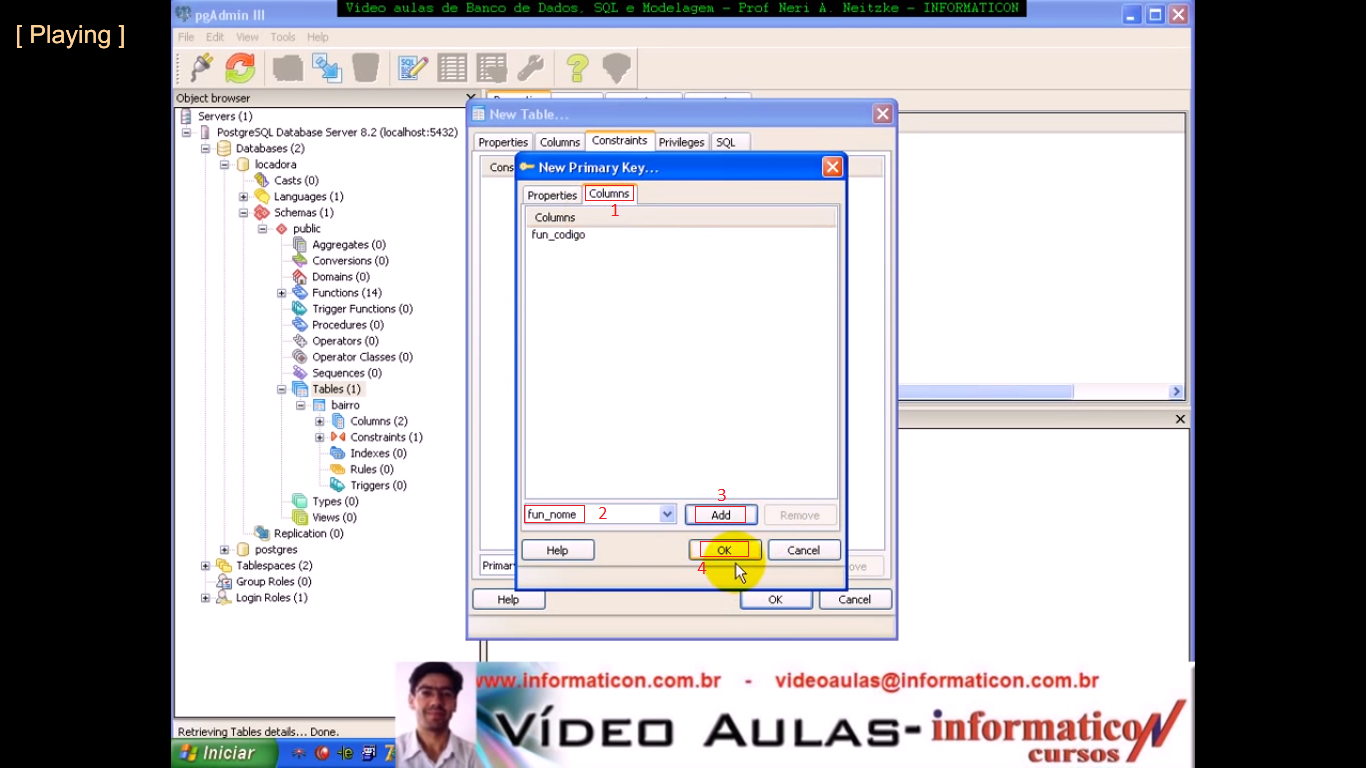 Vídeo aulas de Banco de Dados, SQL e Modelagem - Prof Neri A. Neitzke - INFORMATICON
[ Playing ]
pgAdmin III
File Edit View Tools Help
Object browser
Servers (1)
PostgreSQL Database Server 8.2 (localhost:5432)
Databases (2)
locadora
Casts (0)
Languages (1)
Schemas (1)
public
Aggregates (0)
Conversions (0)
Domains (0)
Functions (14)
Trigger Functions (0)
Procedures (0)
Operators (0)
Operator Classes (0)
Sequences (0)
Tables (1)
bairro
Columns (2)
Constraints (1)
Indexes (0)
Rules (0)
Triggers (0)
Types (0)
Views (0)
Replication (0)
postgres
Tablespaces (2)
Group Roles (0)
Login Roles (1)
New Table...
Properties Columns Constraints Privileges SQL
New Primary Key...
Properties Columns
1
Columns
fun_codigo
3
fun_nome 2 Add Remove
Help OK Cancel
4
Help OK Cancel
Retrieving Tables details... Done.
Iniciar
www.informaticon.com.br - videoaulas@informaticon.com.br
VÍDEO AULAS- informaticoN
cursos